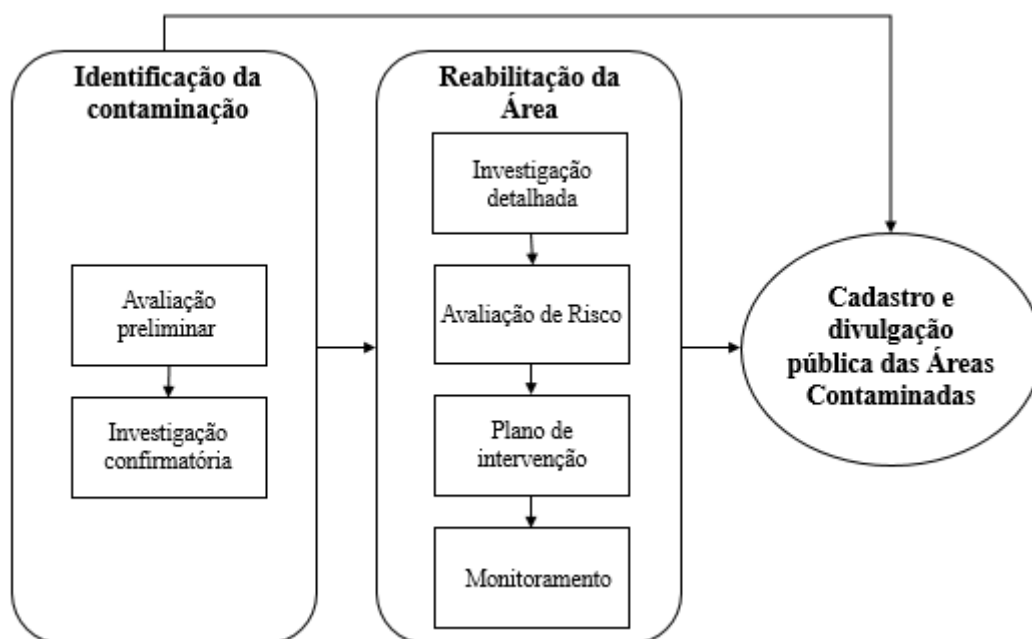 Identificação da
contaminação
Avaliação
preliminar
Investigação
confirmatória
Reabilitação da
Área
Investigação
detalhada
Avaliação de Risco
Plano de
intervenção
Monitoramento
Cadastro e
divulgação
pública das Áreas
Contaminadas